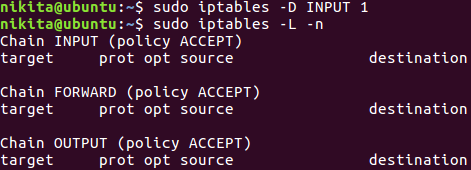 nikita@ubuntu:~$ sudo iptables -D INPUT 1
nikita@ubuntu:~$ sudo iptables -L -n
Chain INPUT (policy ACCEPT)
target     prot opt source               destination

Chain FORWARD (policy ACCEPT)
target     prot opt source               destination

Chain OUTPUT (policy ACCEPT)
target     prot opt source               destination